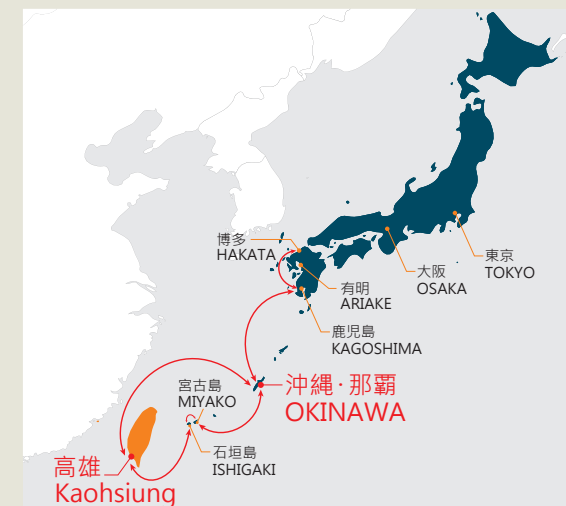 博多
HAKATA
東京
TOKYO
大阪
OSAKA
有明
ARIAKE
鹿児島
KAGOSHIMA
宮古島
MIYAKO
沖縄·那覇
OKINAWA
石垣島
ISHIGAKI
高雄
Kaohsiung